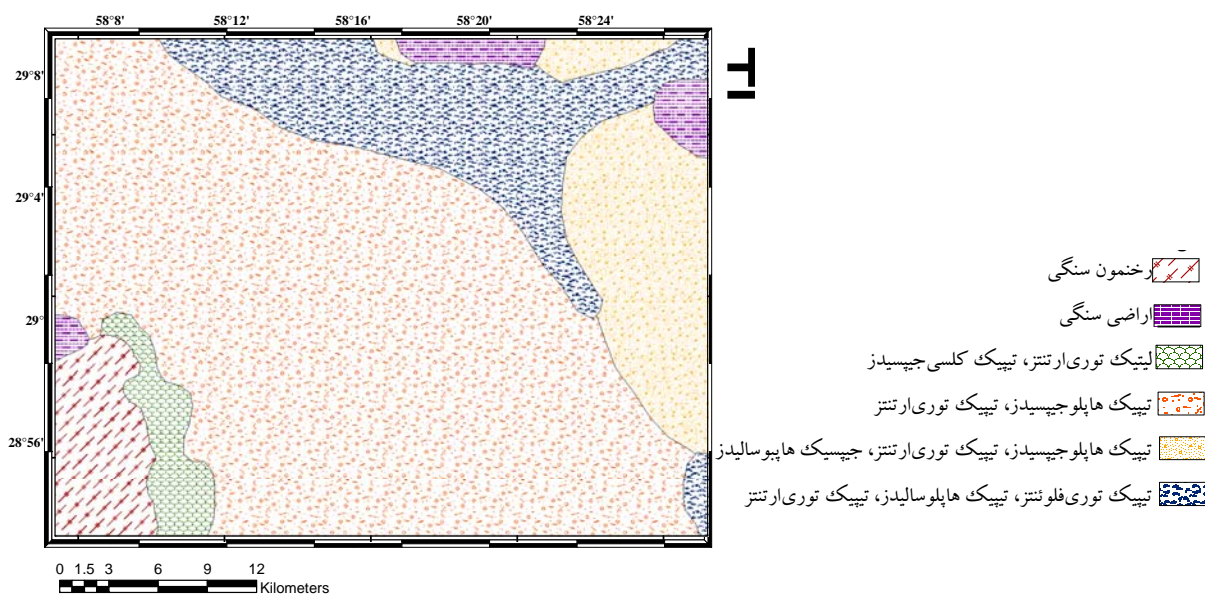 58°8' 58°12' 58°16' 58°20' 58°24'
29°8'
29°4'
29°
28°56'
رخنمون سنگی
اراضی سنگی
لیتیک توری‌ارتنتز، تیپیک کلسی‌جیپسیدز
تیپیک هاپلوجیپسیدز، تیپیک توری‌ارتنتز
تیپیک هاپلوجیپسیدز، تیپیک توری‌ارتنتز، جیپسیک هاپیوسالیدز
تیپیک توری‌فلوئنتز، تیپیک هاپلوسالیدز، تیپیک توری‌ارتنتز
0 1.5 3 6 9 12
Kilometers